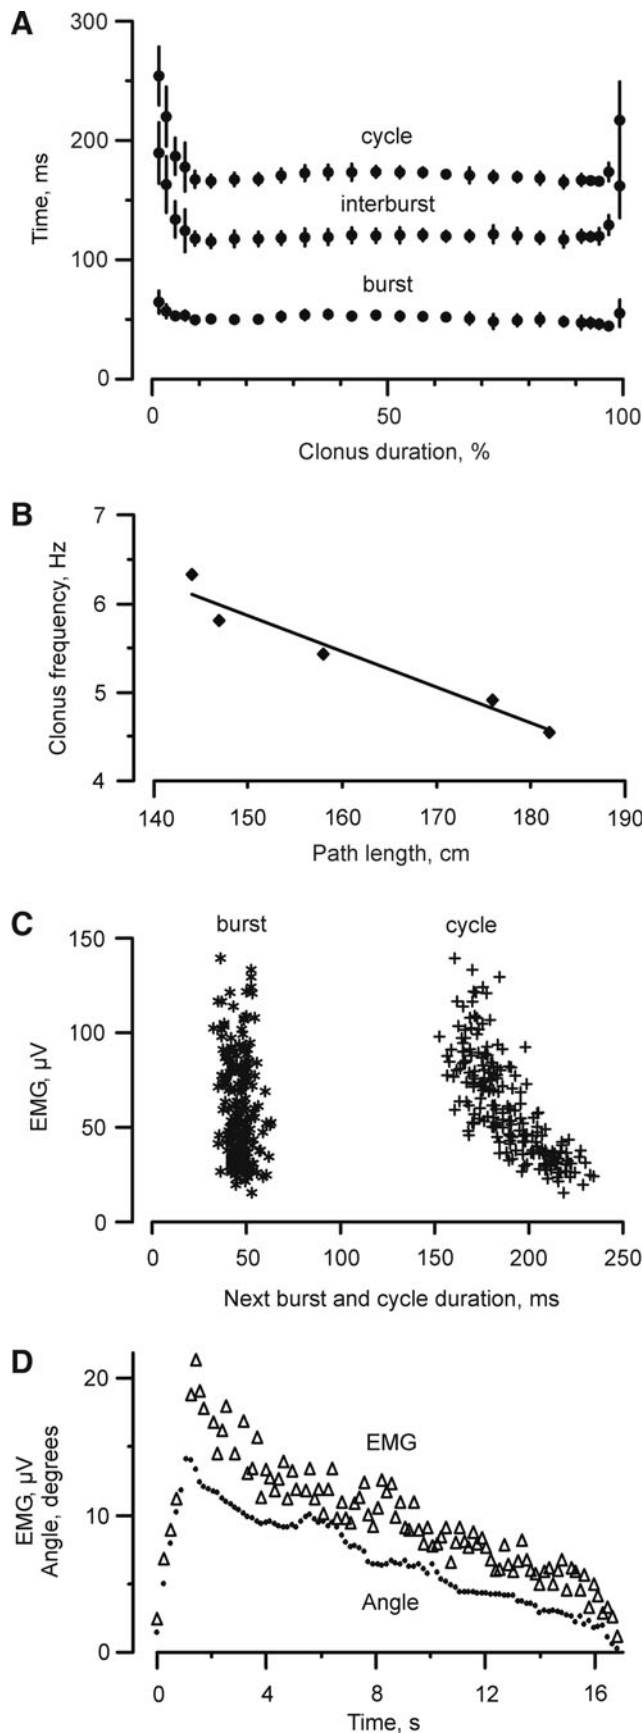 A
300
200
100
0
Time, ms
cycle
interburst
burst
0 50 100
Clonus duration, %
B
7
6
5
4
Clonus frequency, Hz
140 150 160 170 180 190
Path length, cm
C
burst cycle
150
100
50
0
EMG, µV
0 50 100 150 200 250
Next burst and cycle duration, ms
D
20
10
0
EMG, µV
Angle, degrees
EMG
Angle
0 4 8 12 16
Time, s